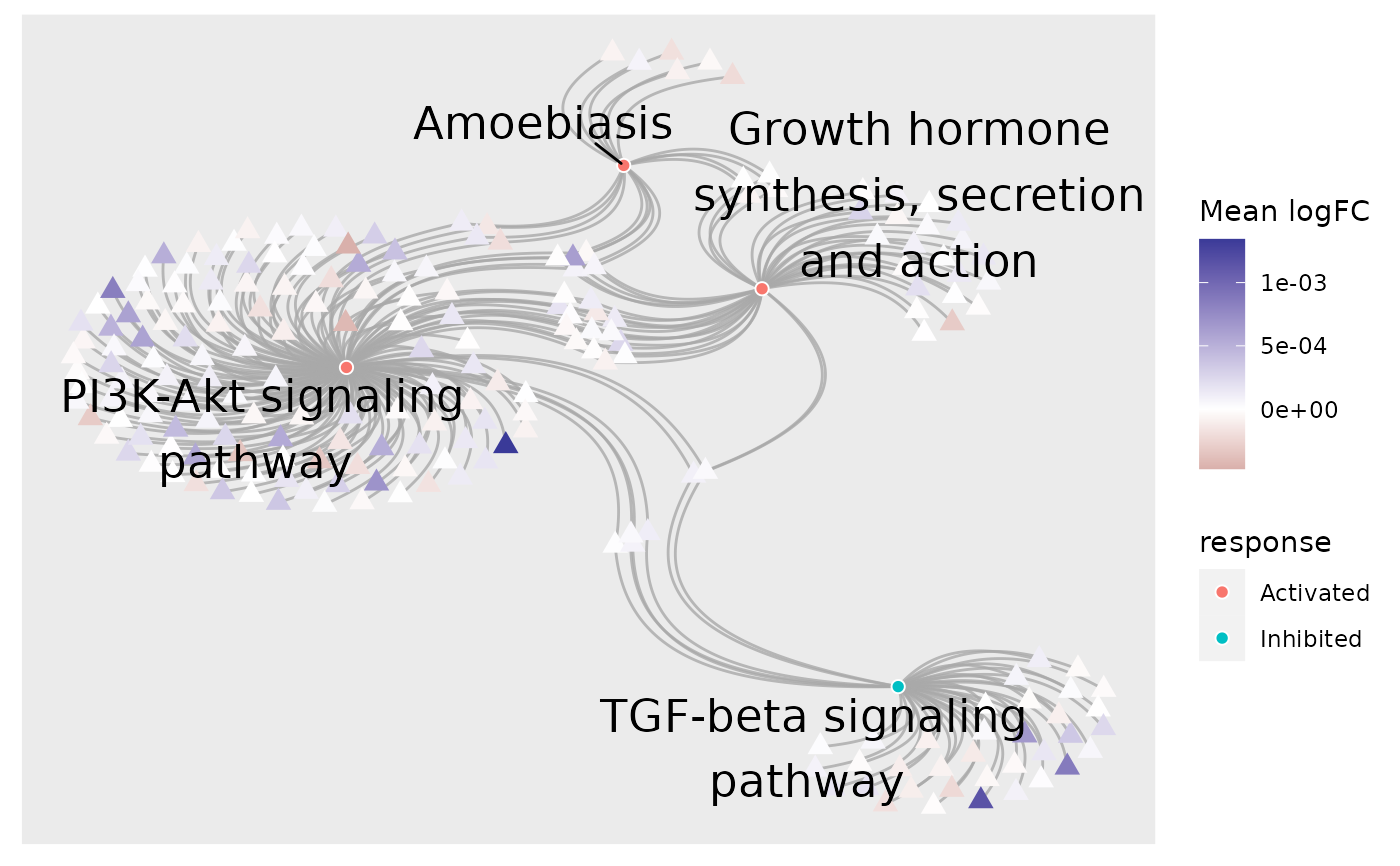 Amoebiasis
Growth hormone
synthesis, secretion
and action
PI3K-Akt signaling
pathway
TGF-beta signaling
pathway
Mean logFC
1e-03
5e-04
0e+00
response
Activated
Inhibited